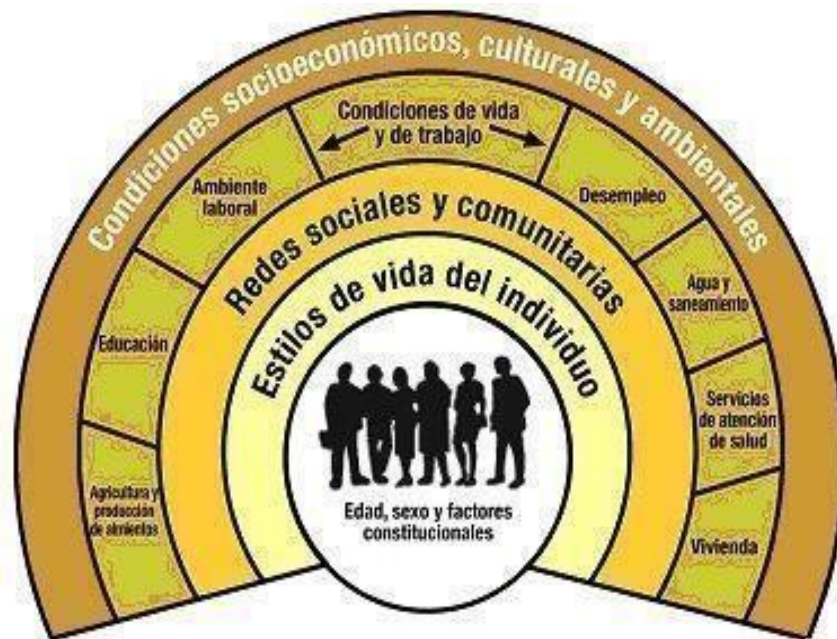 Condiciones socioeconómicos, culturales y ambientales
Condiciones de vida
y de trabajo
Ambiente
laboral
Desempleo
Redes sociales y comunitarias
Agua y
saneamiento
Estilos de vida del individuo
Educación
Servicios
de atención
de salud
Agricultura y
producción
de alimentos
Edad, sexo y factores
constitucionales
Vivienda